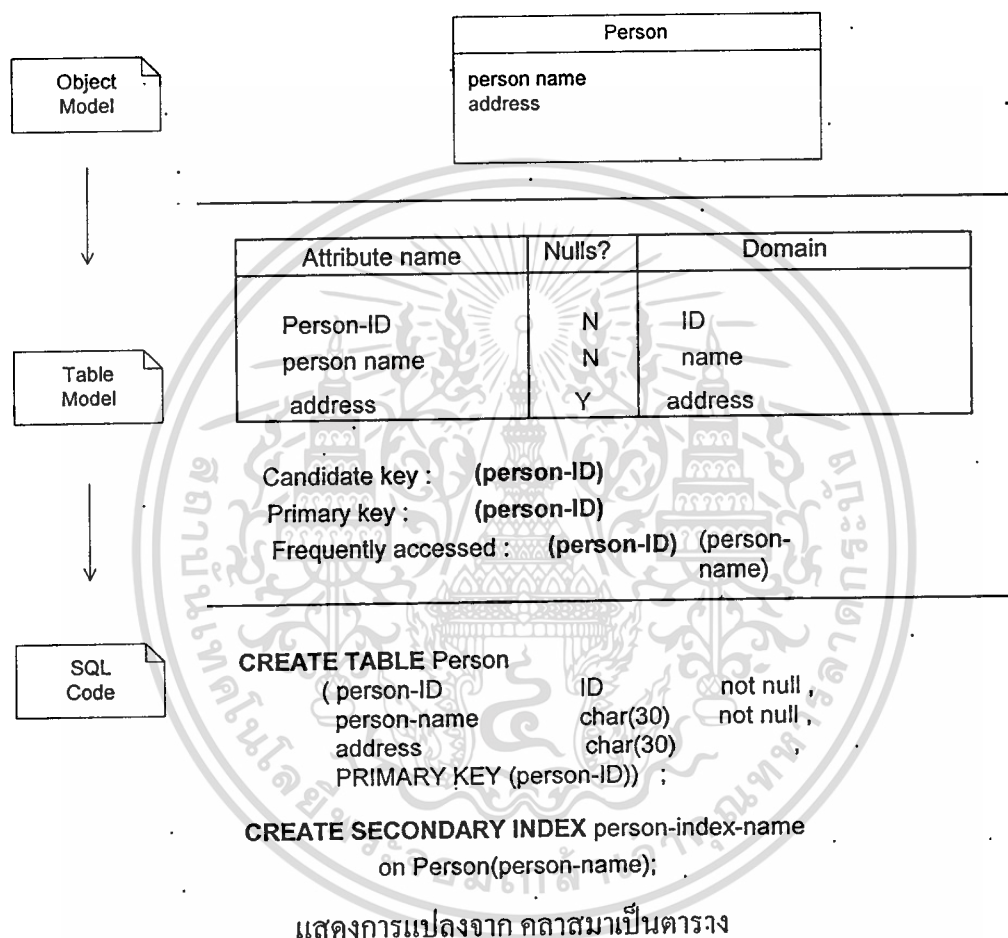 Person
Object
Model
person name
address
Attribute name Nulls? Domain
Person-ID N ID
person name N name
address Y address
Table
Model
Candidate key : (person-ID)
Primary key : (person-ID)
Frequently accessed : (person-ID) (person-
name)
SQL
Code
CREATE TABLE Person
( person-ID ID not null ,
person-name char(30) not null ,
address char(30) ,
PRIMARY KEY (person-ID)) ;
CREATE SECONDARY INDEX person-index-name
on Person(person-name);
แสดงการแปลงจาก คลาสมาเป็นตาราง